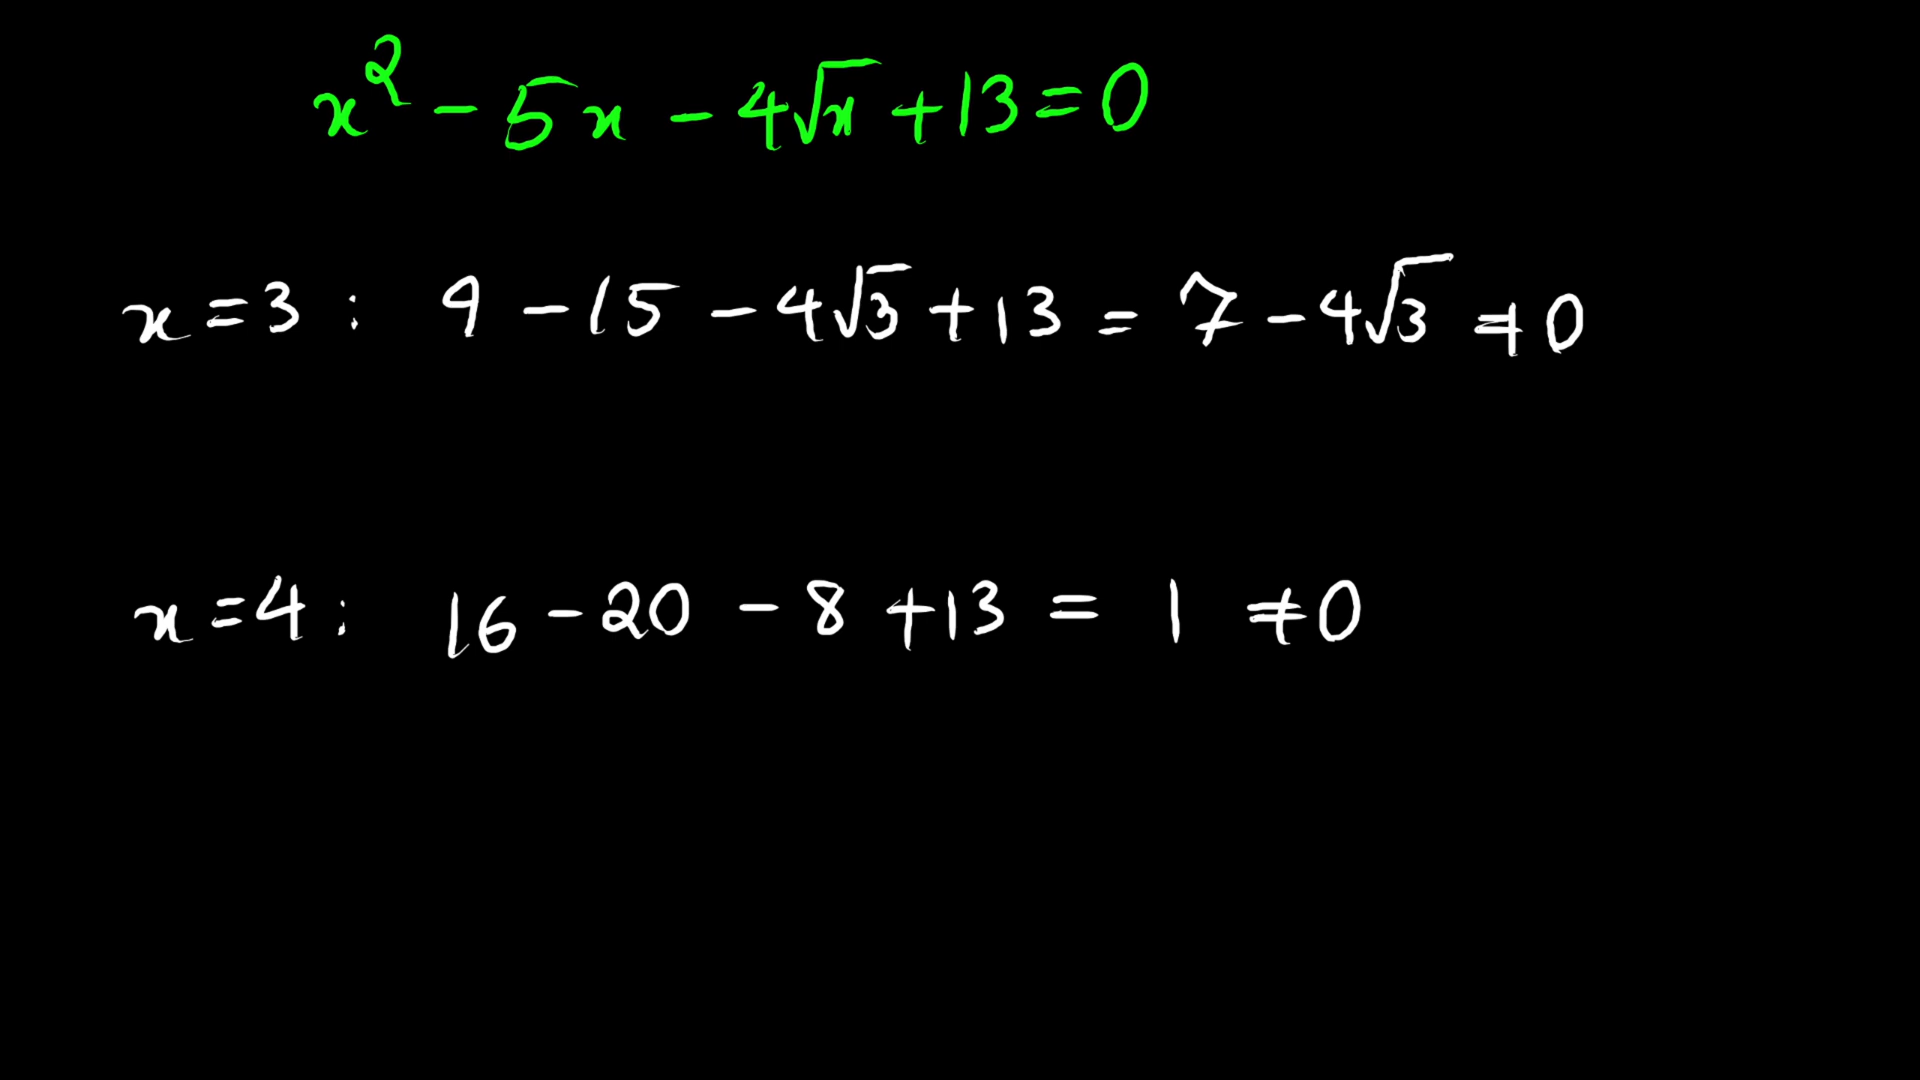 x² - 5x - 4√x + 13 = 0
x = 3 : 9 - 15 - 4√3 + 13 = 7 - 4√3 ≠ 0
x = 4 : 16 - 20 - 8 + 13 = 1 ≠ 0